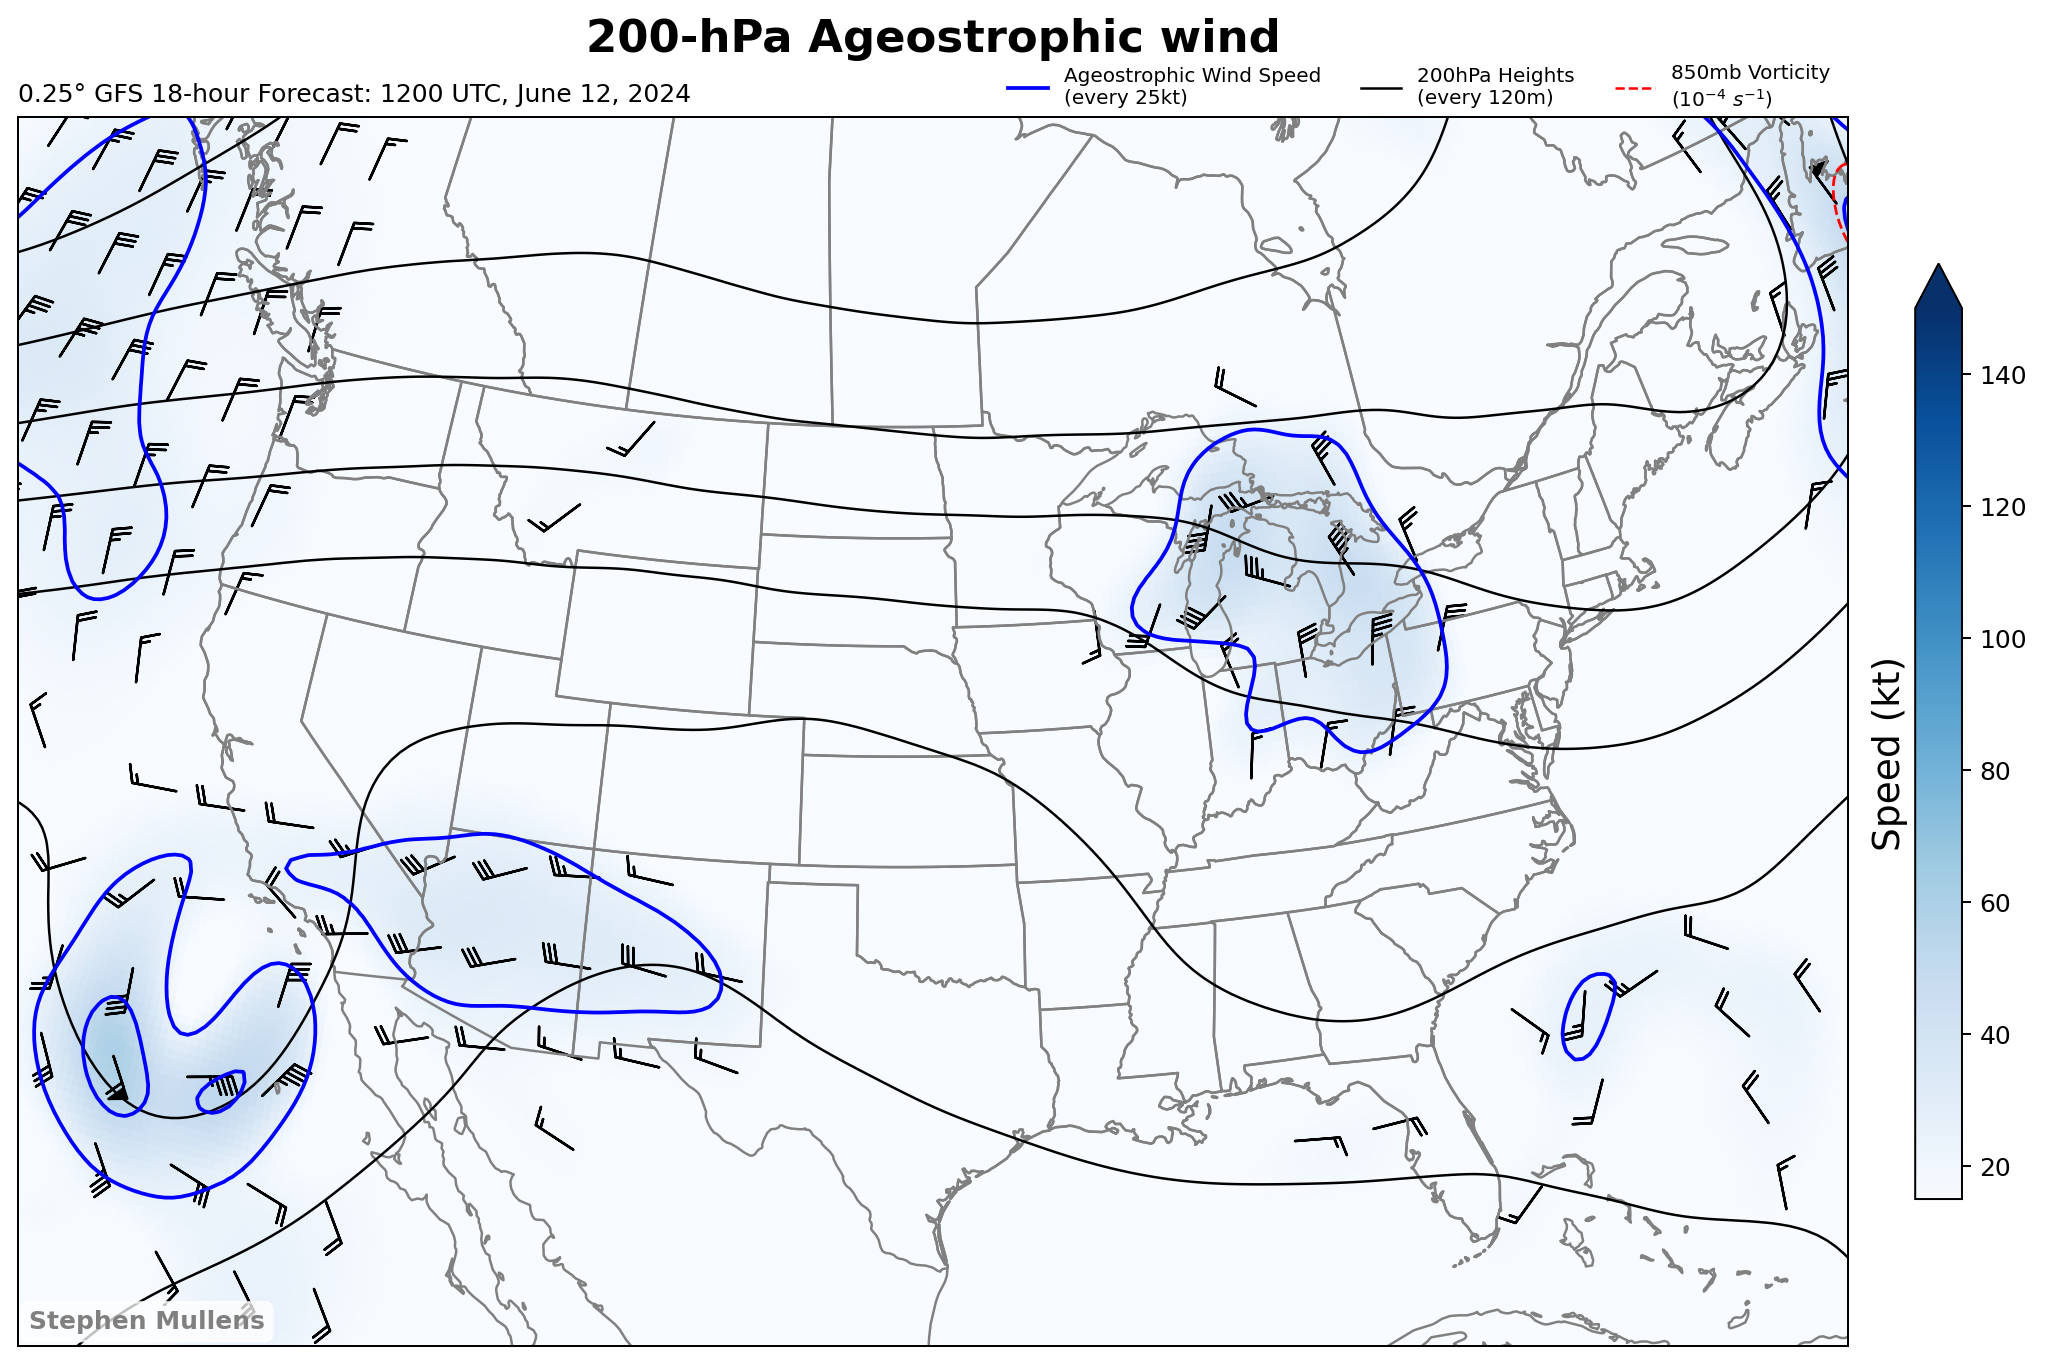 200-hPa Ageostrophic wind
0.25° GFS 18-hour Forecast: 1200 UTC, June 12, 2024
Ageostrophic Wind Speed
(every 25kt)
200hPa Heights
(every 120m)
850mb Vorticity
(10⁻⁴ s⁻¹)
140
120
100
80
60
40
20
Speed (kt)
Stephen Mullens